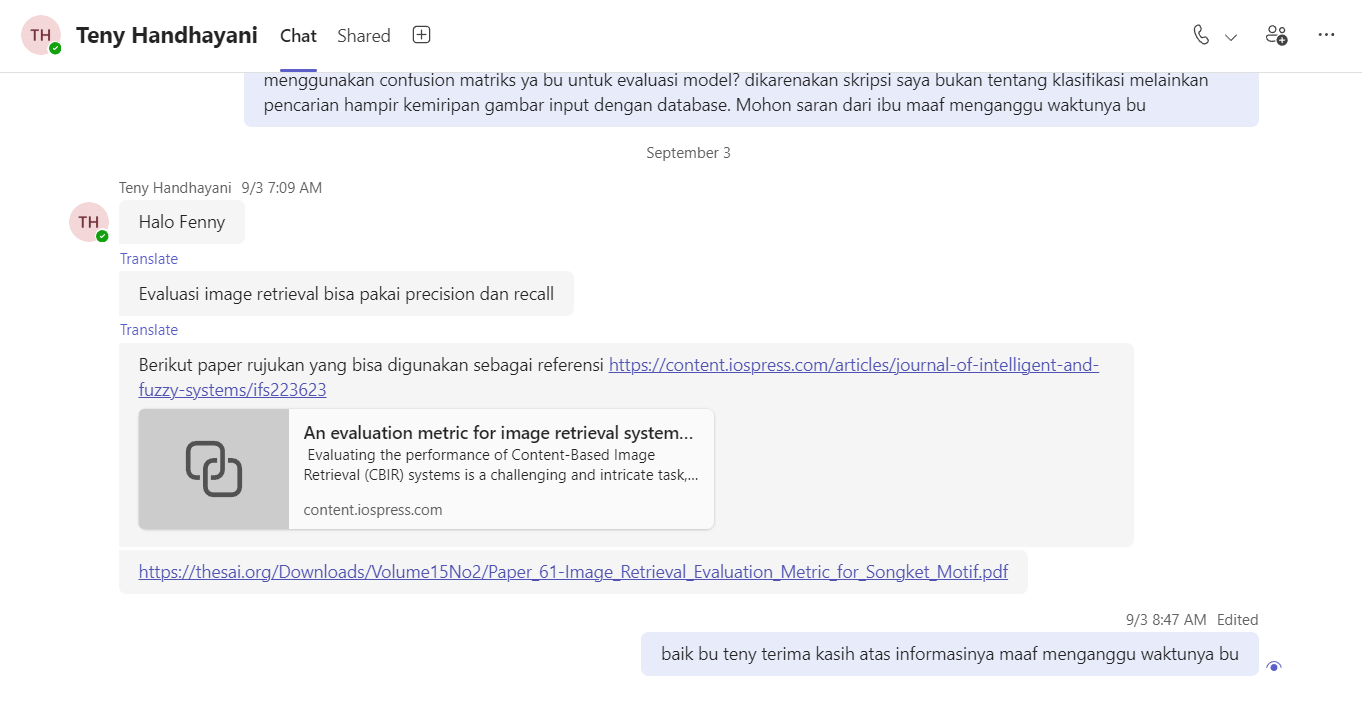 TH
Teny Handhayani
Chat
Shared
menggunakan confusion matriks ya bu untuk evaluasi model? dikarenakan skripsi saya bukan tentang klasifikasi melainkan
pencarian hampir kemiripan gambar input dengan database. Mohon saran dari ibu maaf menganggu waktunya bu
September 3
Teny Handhayani 9/3 7:09 AM
TH
Halo Fenny
Translate
Evaluasi image retrieval bisa pakai precision dan recall
Translate
Berikut paper rujukan yang bisa digunakan sebagai referensi https://content.iospress.com/articles/journal-of-intelligent-and-
fuzzy-systems/ifs223623
An evaluation metric for image retrieval system...
Evaluating the performance of Content-Based Image
Retrieval (CBIR) systems is a challenging and intricate task,...
content.iospress.com
https://thesai.org/Downloads/Volume15No2/Paper_61-Image_Retrieval_Evaluation_Metric_for_Songket_Motif.pdf
9/3 8:47 AM Edited
baik bu teny terima kasih atas informasinya maaf menganggu waktunya bu